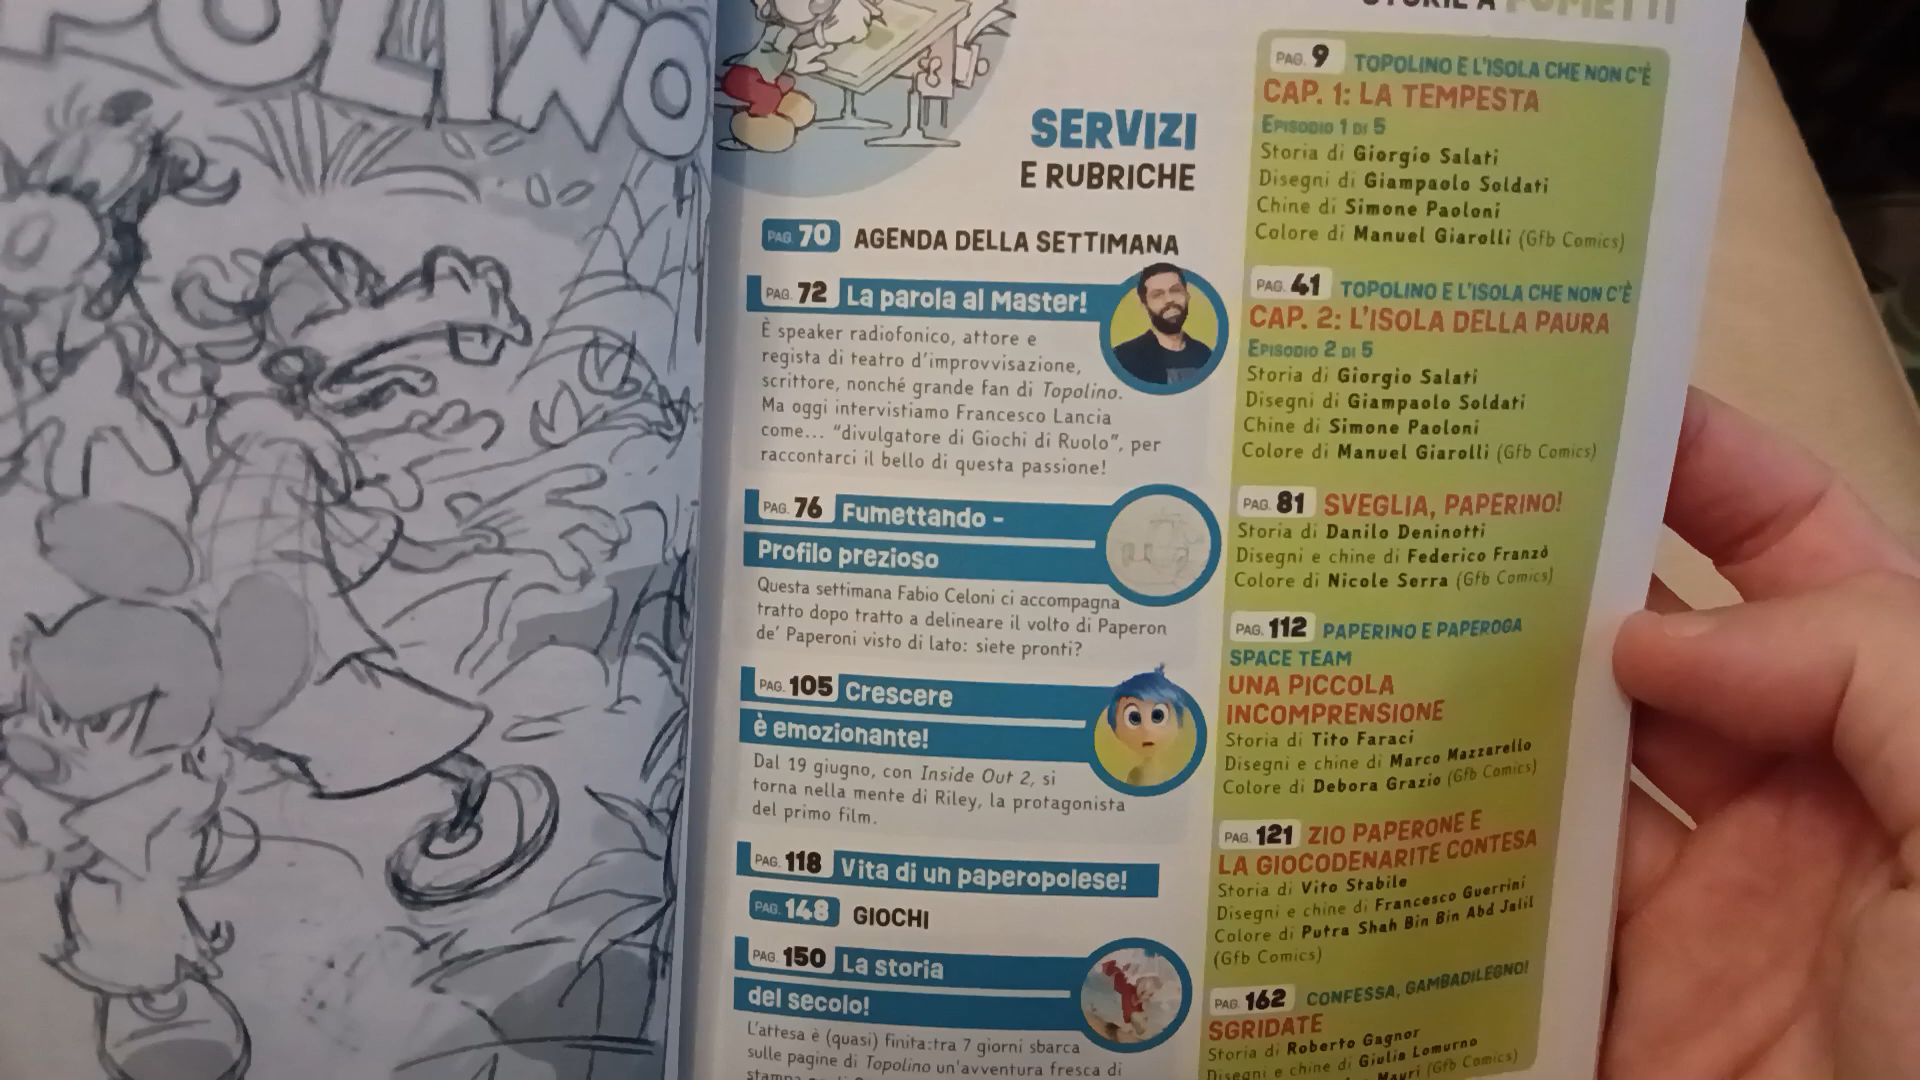 POLINO
SERVIZI
E RUBRICHE
PAG. 70 AGENDA DELLA SETTIMANA
PAG. 72 La parola al Master!
È speaker radiofonico, attore e
regista di teatro d'improvvisazione,
scrittore, nonché grande fan di Topolino.
Ma oggi intervistiamo Francesco Lancia
come... "divulgatore di Giochi di Ruolo", per
raccontarci il bello di questa passione!
PAG. 76 Fumettando -
Profilo prezioso
Questa settimana Fabio Celoni ci accompagna
tratto dopo tratto a delineare il volto di Paperon
de' Paperoni visto di lato: siete pronti?
PAG. 105 Crescere
è emozionante!
Dal 19 giugno, con Inside Out 2, si
torna nella mente di Riley, la protagonista
del primo film.
PAG. 118 Vita di un paperopolese!
PAG. 148 GIOCHI
PAG. 150 La storia
del secolo!
L'attesa è (quasi) finita:tra 7 giorni sbarca
sulle pagine di Topolino un'avventura fresca di
STORIE A FUMETTI
PAG. 9 TOPOLINO E L'ISOLA CHE NON C'È
CAP. 1: LA TEMPESTA
EPISODIO 1 DI 5
Storia di Giorgio Salati
Disegni di Giampaolo Soldati
Chine di Simone Paoloni
Colore di Manuel Giarolli (Gfb Comics)
PAG. 41 TOPOLINO E L'ISOLA CHE NON C'È
CAP. 2: L'ISOLA DELLA PAURA
EPISODIO 2 DI 5
Storia di Giorgio Salati
Disegni di Giampaolo Soldati
Chine di Simone Paoloni
Colore di Manuel Giarolli (Gfb Comics)
PAG. 81 SVEGLIA, PAPERINO!
Storia di Danilo Deninotti
Disegni e chine di Federico Franzò
Colore di Nicole Serra (Gfb Comics)
PAG. 112 PAPERINO E PAPEROGA
SPACE TEAM
UNA PICCOLA
INCOMPRENSIONE
Storia di Tito Faraci
Disegni e chine di Marco Mazzarello
Colore di Debora Grazio (Gfb Comics)
PAG. 121 ZIO PAPERONE E
LA GIOCODENARITE CONTESA
Storia di Vito Stabile
Disegni e chine di Francesco Guerrini
Colore di Putra Shah Bin Bin Abd Jalil
(Gfb Comics)
PAG. 162 CONFESSA, GAMBADILEGNO!
SGRIDATE
Storia di Roberto Gagnor
Disegni e chine di Giulia Lomurno
Mauri (Gfb Comics)